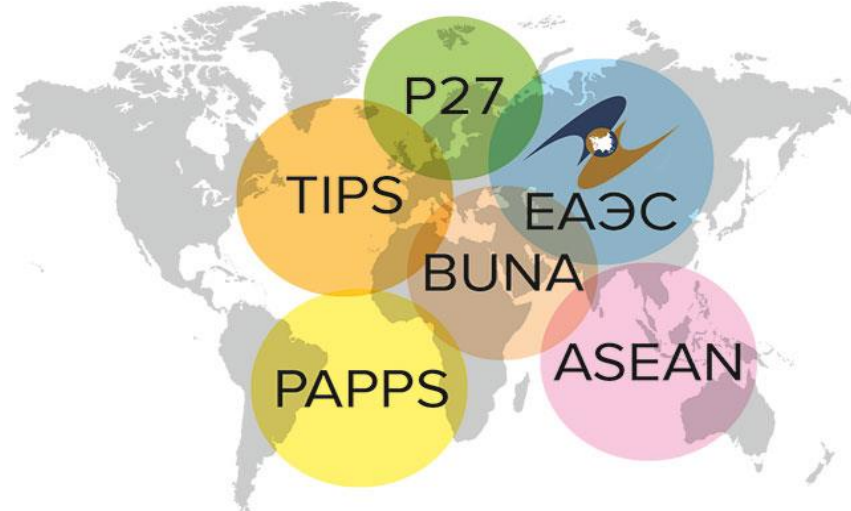 P27
TIPS
ЕАЭС
BUNA
ASEAN
PAPPS